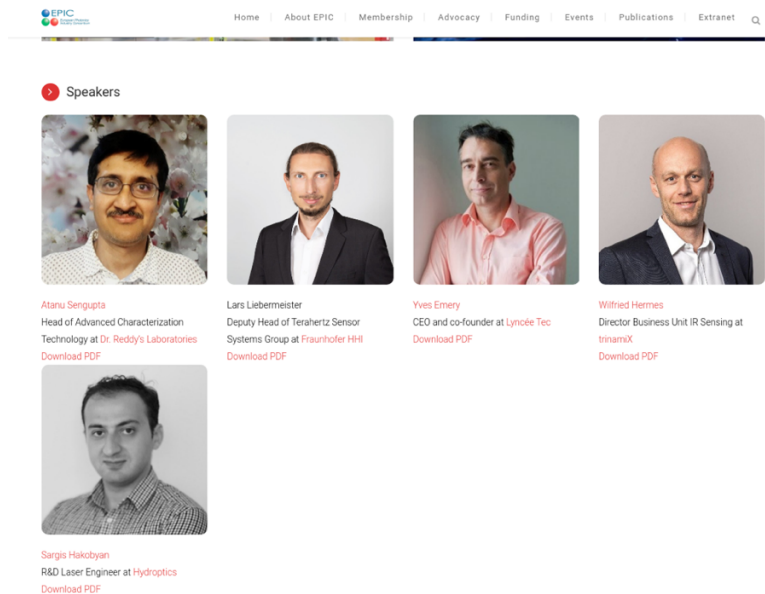 EPIC
Home
About EPIC
Membership
Advocacy
Funding
Events
Publications
Extranet
Speakers
Atanu Sengupta
Head of Advanced Characterization
Technology at Dr. Reddy's Laboratories
Download PDF
Lars Liebermeister
Deputy Head of Terahertz Sensor
Systems Group at Fraunhofer HHI
Download PDF
Yves Emery
CEO and co-founder at Lyncée Tec
Download PDF
Wilfried Hermes
Director Business Unit IR Sensing at
trinamiX
Download PDF
Sargis Hakobyan
R&D Laser Engineer at Hydroptics
Download PDF